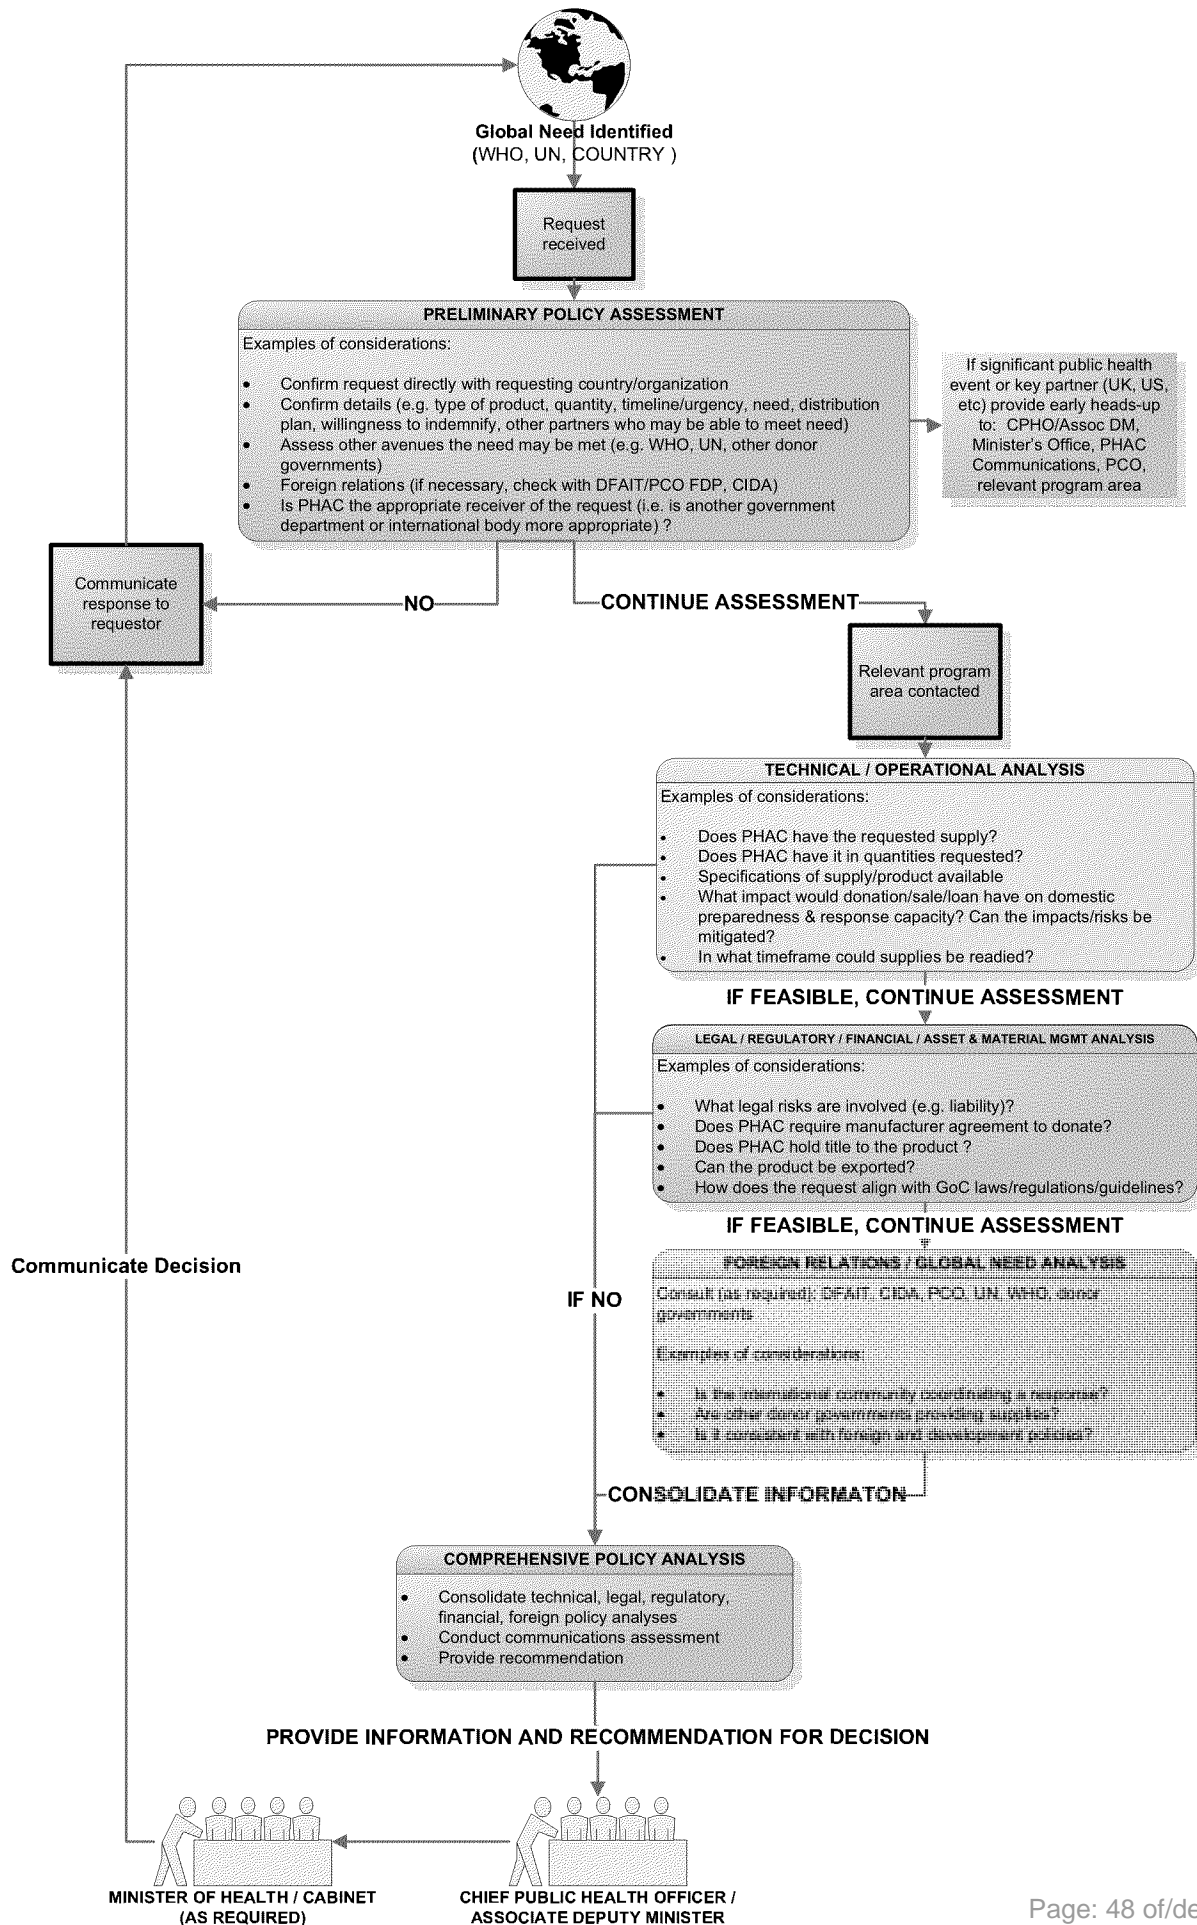 Global Need Identified
(WHO, UN, COUNTRY )
Request
received
PRELIMINARY POLICY ASSESSMENT
Examples of considerations:
• Confirm request directly with requesting country/organization
• Confirm details (e.g. type of product, quantity, timeline/urgency, need, distribution
plan, willingness to indemnify, other partners who may be able to meet need)
• Assess other avenues the need may be met (e.g. WHO, UN, other donor
governments)
• Foreign relations (if necessary, check with DFAIT/PCO FDP, CIDA)
• Is PHAC the appropriate receiver of the request (i.e. is another government
department or international body more appropriate) ?
If significant public health
event or key partner (UK, US,
etc) provide early heads-up
to: CPHO/Assoc DM,
Minister's Office, PHAC
Communications, PCO,
relevant program area
Communicate
response to
requestor
NO
CONTINUE ASSESSMENT
Relevant program
area contacted
TECHNICAL / OPERATIONAL ANALYSIS
Examples of considerations:
• Does PHAC have the requested supply?
• Does PHAC have it in quantities requested?
• Specifications of supply/product available
• What impact would donation/sale/loan have on domestic
preparedness & response capacity? Can the impacts/risks be
mitigated?
• In what timeframe could supplies be readied?
IF FEASIBLE, CONTINUE ASSESSMENT
LEGAL / REGULATORY / FINANCIAL / ASSET & MATERIAL MGMT ANALYSIS
Examples of considerations:
• What legal risks are involved (e.g. liability)?
• Does PHAC require manufacturer agreement to donate?
• Does PHAC hold title to the product ?
• Can the product be exported?
• How does the request align with GoC laws/regulations/guidelines?
IF FEASIBLE, CONTINUE ASSESSMENT
FOREIGN RELATIONS / GLOBAL NEED ANALYSIS
Consult (as required): DFAIT, CIDA, PCO, UN, WHO, donor
governments
Examples of considerations:
• Is the international community coordinating a response?
• Are other donor governments providing supplies?
• Is it consistent with foreign and development policies?
Communicate Decision
IF NO
CONSOLIDATE INFORMATON
COMPREHENSIVE POLICY ANALYSIS
• Consolidate technical, legal, regulatory,
financial, foreign policy analyses
• Conduct communications assessment
• Provide recommendation
PROVIDE INFORMATION AND RECOMMENDATION FOR DECISION
MINISTER OF HEALTH / CABINET
(AS REQUIRED)
CHIEF PUBLIC HEALTH OFFICER /
ASSOCIATE DEPUTY MINISTER
Page: 48 of/de